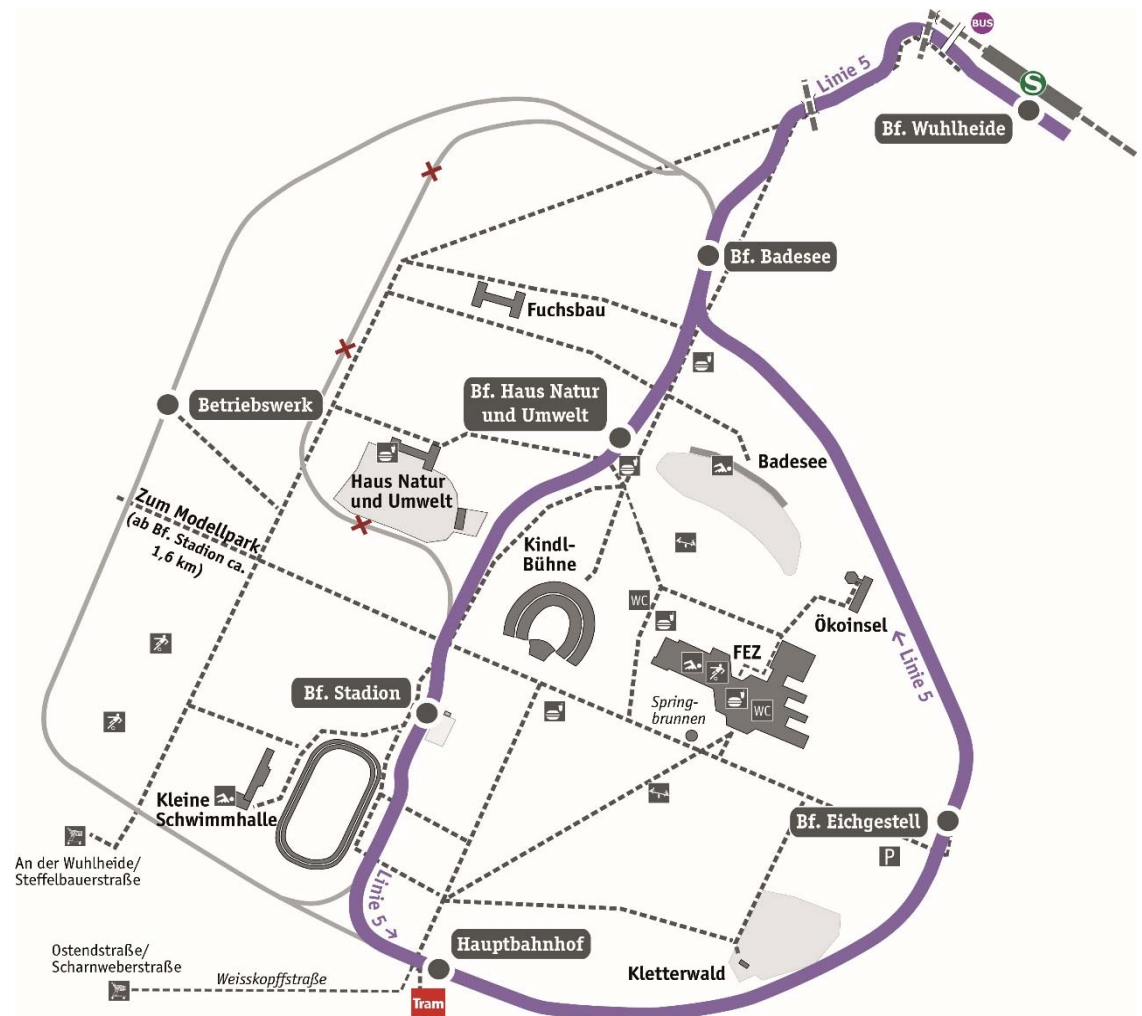 BUS
Linie 5
S
Bf. Wuhlheide
Bf. Badesee
Fuchsbau
Bf. Haus Natur
und Umwelt
Betriebswerk
Badesee
Haus Natur
und Umwelt
Zum Modellpark
(ab Bf. Stadion ca.
1,6 km)
Kindl-
Bühne
WC
Ökoinsel
FEZ
← Linie 5
Bf. Stadion
Spring-
brunnen
WC
Kleine
Schwimmhalle
Bf. Eichgestell
P
An der Wuhlheide/
Steffelbauerstraße
Linie 5 →
Hauptbahnhof
Ostendstraße/
Scharnweberstraße
Weisskopffstraße
Kletterwald
Tram